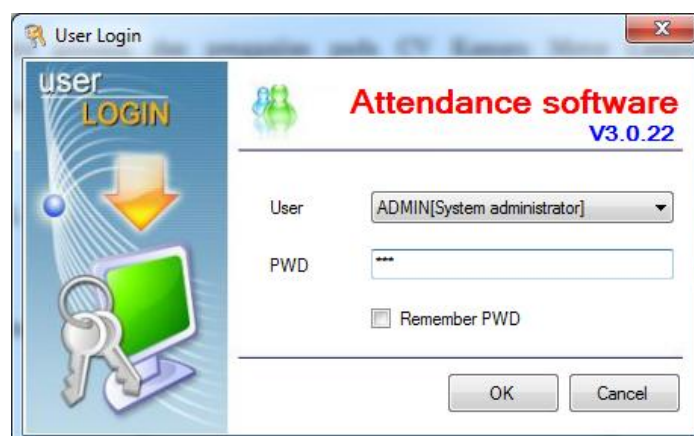 User Login
user
LOGIN
Attendance software
V3.0.22
User
ADMIN[System administrator]
PWD
***
Remember PWD
OK
Cancel